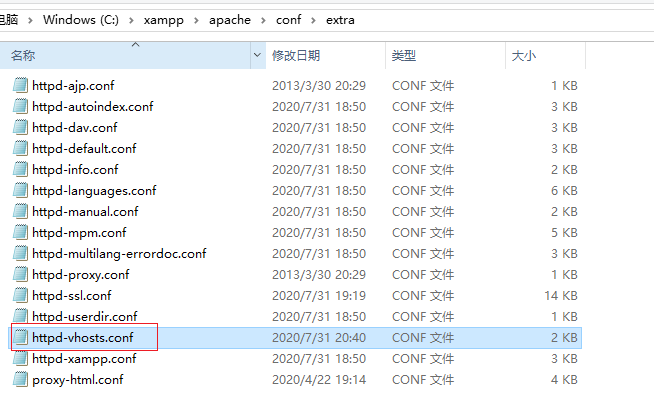 电脑 › Windows (C:) › xampp › apache › conf › extra
名称 修改日期 类型 大小
httpd-ajp.conf 2013/3/30 20:29 CONF 文件 1 KB
httpd-autoindex.conf 2020/7/31 18:50 CONF 文件 3 KB
httpd-dav.conf 2020/7/31 18:50 CONF 文件 3 KB
httpd-default.conf 2020/7/31 18:50 CONF 文件 3 KB
httpd-info.conf 2020/7/31 18:50 CONF 文件 2 KB
httpd-languages.conf 2020/7/31 18:50 CONF 文件 6 KB
httpd-manual.conf 2020/7/31 18:50 CONF 文件 2 KB
httpd-mpm.conf 2020/7/31 18:50 CONF 文件 5 KB
httpd-multilang-errordoc.conf 2020/7/31 18:50 CONF 文件 3 KB
httpd-proxy.conf 2013/3/30 20:29 CONF 文件 1 KB
httpd-ssl.conf 2020/7/31 19:19 CONF 文件 14 KB
httpd-userdir.conf 2020/7/31 18:50 CONF 文件 1 KB
httpd-vhosts.conf 2020/7/31 20:40 CONF 文件 2 KB
httpd-xampp.conf 2020/7/31 18:50 CONF 文件 3 KB
proxy-html.conf 2020/4/22 19:14 CONF 文件 4 KB